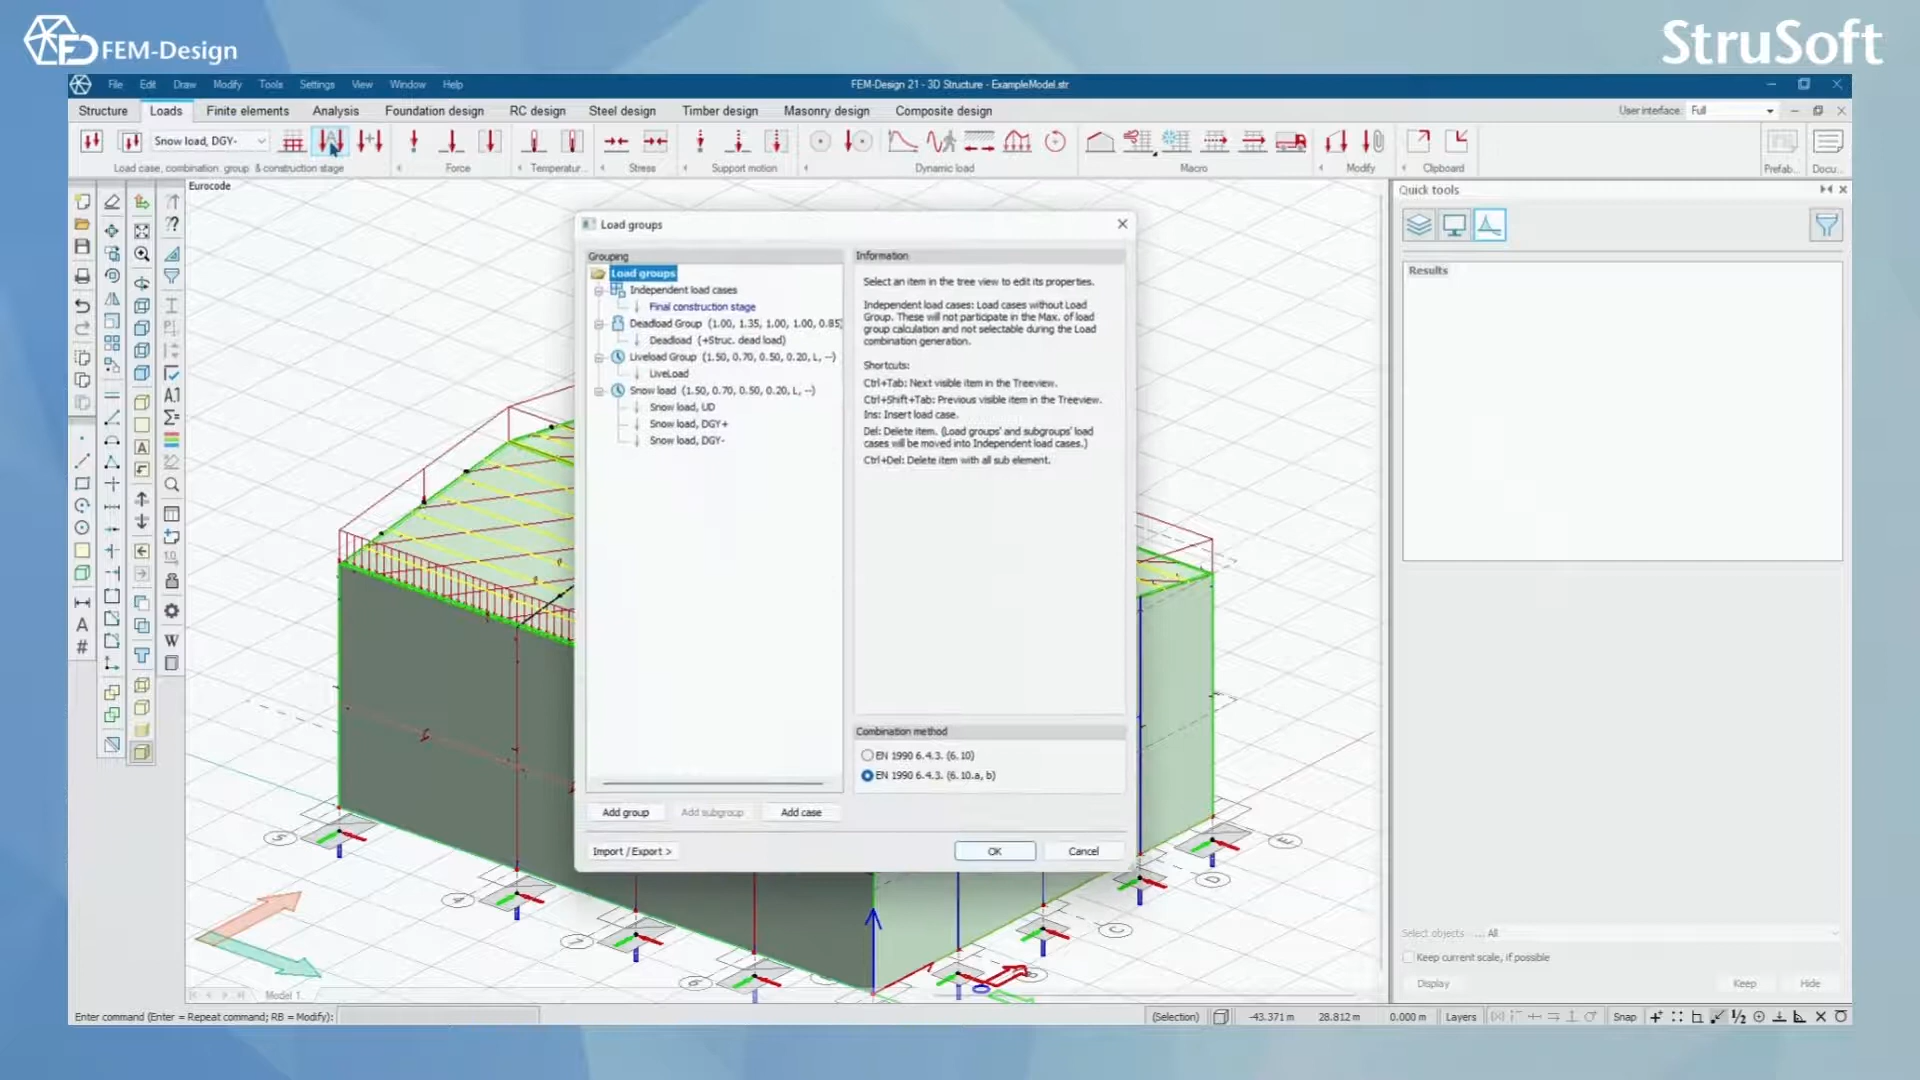 FEM-Design
StruSoft
File Edit Draw Modify Tools Settings View Window Help
FEM-Design 21 - 3D Structure - ExampleModel.str
Structure Loads Finite elements Analysis Foundation design RC design Steel design Timber design Masonry design Composite design
User interface: Full
Snow load, DGY-
Load case, combination, group & construction stage
Force
Temperatur...
Stress
Support motion
Dynamic load
Macro
Modify
Clipboard
Prefab...
Docu...
Eurocode
Quick tools
Results
Load groups
Grouping
Load groups
Independent load cases
Final construction stage
Deadload Group (1.00, 1.35, 1.00, 1.00, 0.85
Deadload (+Struc. dead load)
Liveload Group (1.50, 0.70, 0.50, 0.20, L, --)
LiveLoad
Snow load (1.50, 0.70, 0.50, 0.20, L, --)
Snow load, UD
Snow load, DGY+
Snow load, DGY-
Information
Select an item in the tree view to edit its properties.
Independent load cases: Load cases without Load
Group. These will not participate in the Max. of load
group calculation and not selectable during the Load
combination generation.
Shortcuts:
Ctrl+Tab: Next visible item in the Treeview.
Ctrl+Shift+Tab: Previous visible item in the Treeview.
Ins: Insert load case.
Del: Delete item. (Load groups' and subgroups' load
cases will be moved into Independent load cases.)
Ctrl+Del: Delete item with all sub element.
Combination method
EN 1990 6.4.3. (6.10)
EN 1990 6.4.3. (6.10.a, b)
Add group Add subgroup Add case
Import / Export > OK Cancel
Select objects .... All
Keep current scale, if possible
Display Keep Hide
Model 1
Enter command (Enter = Repeat command; RB = Modify):
(Selection) -43.371 m 28.812 m 0.000 m Layers Snap